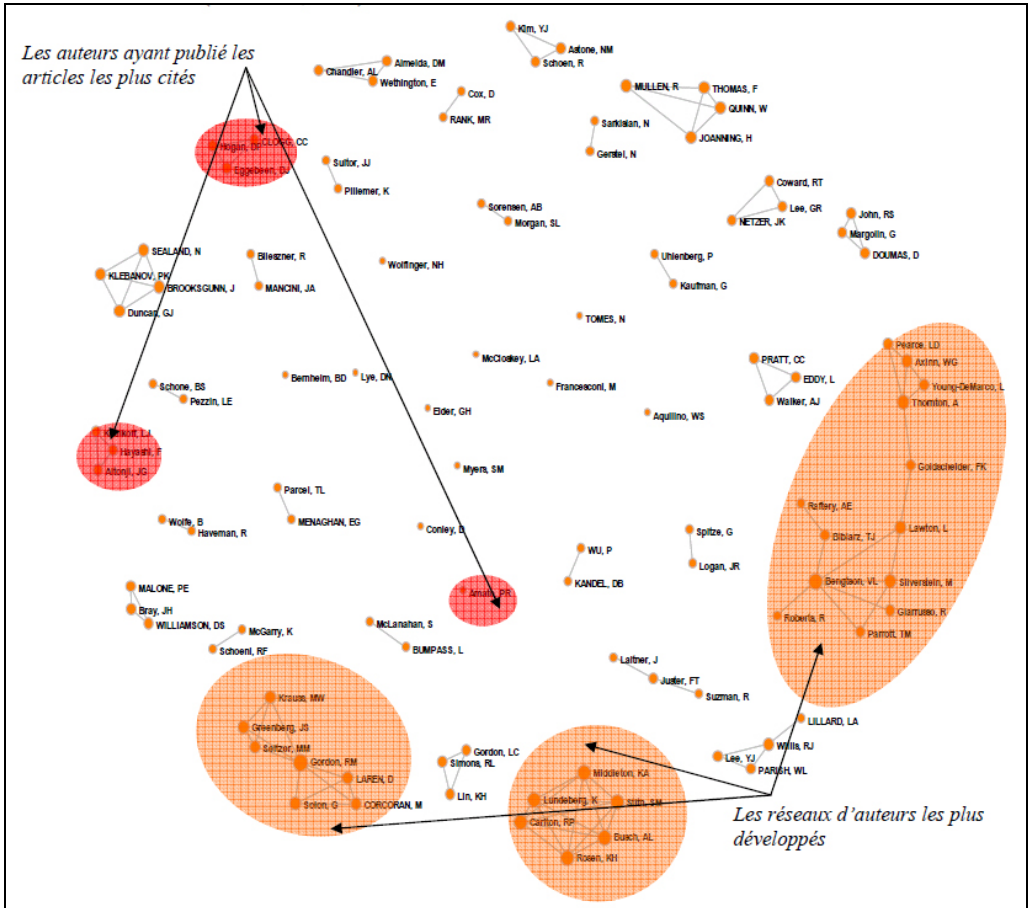 Les auteurs ayant publié les
articles les plus cités
Kim, YJ
Astone, NM
Schoen, R
Almeida, DM
Chandler, AL
Wethington, E
Cox, D
RANK, MR
MULLEN, R
THOMAS, F
QUINN, W
JOANNING, H
Sarkisian, N
Gerstel, N
CLOGG, CC
Hogan, DP
Eggebeen, DJ
Suitor, JJ
Pillemer, K
Coward, RT
Lee, GR
NETZER, JK
Sorensen, AB
Morgan, SL
John, RS
Margolin, G
DOUMAS, D
SEALAND, N
KLEBANOV, PK
BROOKSGUNN, J
Duncan, GJ
Blieszner, R
MANCINI, JA
Wolfinger, NH
Uhlenberg, P
Kaufman, G
TOMES, N
McCloskey, LA
Pearce, LD
Axinn, WG
Young-DeMarco, L
Thornton, A
PRATT, CC
EDDY, L
Walker, AJ
Schone, BS
Pezzin, LE
Bernheim, BD
Lye, DN
Francesconi, M
Elder, GH
Aquilino, WS
Kotlikoff, LJ
Hayashi, F
Altonji, JG
Myers, SM
Goldscheider, FK
Parcel, TL
MENAGHAN, EG
Raftery, AE
Wolfe, B
Haveman, R
Conley, D
Spitze, G
Logan, JR
Lawton, L
Biblarz, TJ
WU, P
KANDEL, DB
Bengtson, VL
Silverstein, M
MALONE, PE
Bray, JH
WILLIAMSON, DS
Amato, PR
Giarrusso, R
Roberts, R
Parrott, TM
McGarry, K
Schoeni, RF
McLanahan, S
BUMPASS, L
Laitner, J
Juster, FT
Suzman, R
Krauss, MW
Greenberg, JS
Seltzer, MM
Gordon, RM
LAREN, D
Solon, G
CORCORAN, M
LILLARD, LA
Willis, RJ
Lee, YJ
PARISH, WL
Gordon, LC
Simons, RL
Lin, KH
Middleton, KA
Lundeberg, K
Stith, SM
Carlton, RP
Busch, AL
Rosen, KH
Les réseaux d'auteurs les plus
développés